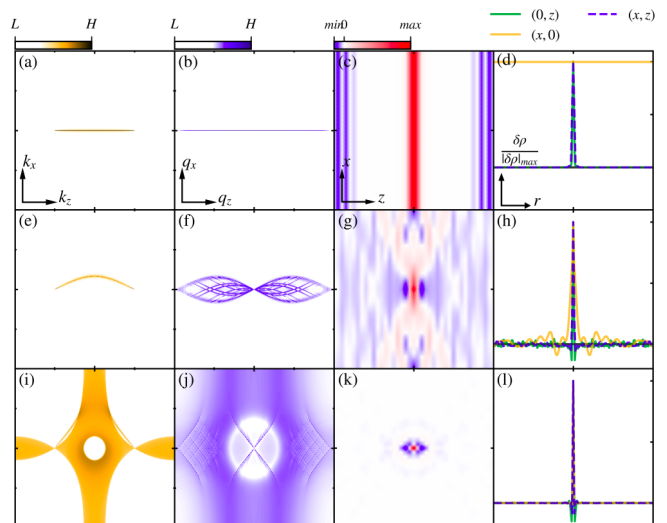 L H L H min 0 max (0, z) (x, z)
(x, 0)
(a) (b) (c) (d)
k_x q_x x δρ
|δρ|_max
k_z q_z z r
(e) (f) (g) (h)
(i) (j) (k) (l)